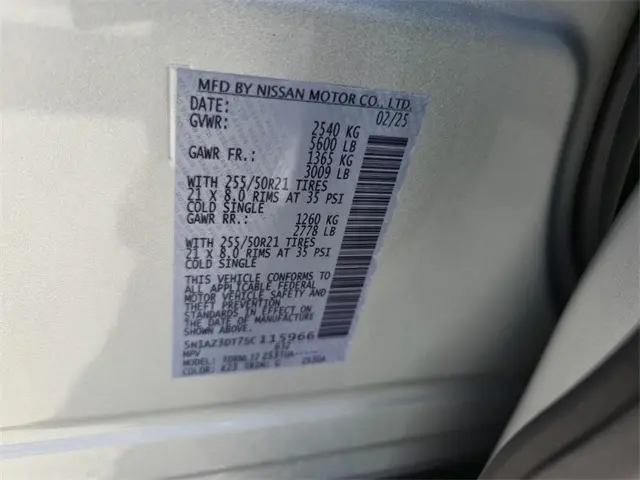 MFD BY NISSAN MOTOR CO., LTD.
DATE: 02/25
GVWR: 2540 KG
5600 LB
GAWR FR.: 1365 KG
3009 LB
WITH 255/50R21 TIRES
21 X 8.0 RIMS AT 35 PSI
COLD SINGLE
GAWR RR.: 1260 KG
2778 LB
WITH 255/50R21 TIRES
21 X 8.0 RIMS AT 35 PSI
COLD SINGLE
THIS VEHICLE CONFORMS TO
ALL APPLICABLE FEDERAL
MOTOR VEHICLE SAFETY AND
THEFT PREVENTION
STANDARDS IN EFFECT ON
THE DATE OF MANUFACTURE
SHOWN ABOVE.
5N1AZ3DT7SC115966
MPV
MODEL:
COLOR: K23 TRIM: G